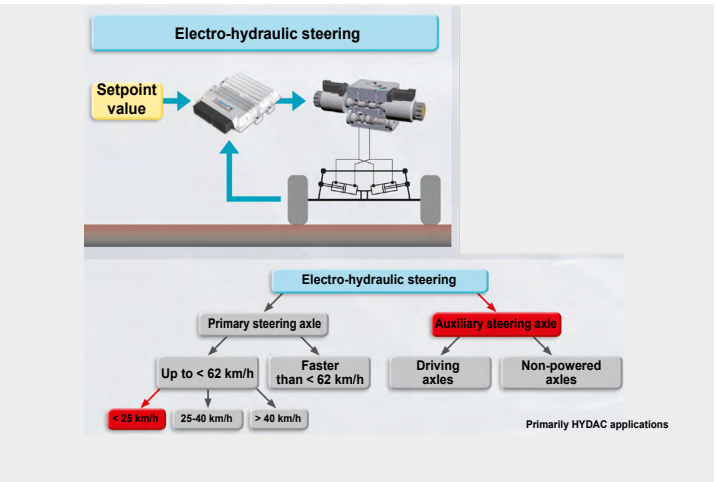 Electro-hydraulic steering
Setpoint
value
Electro-hydraulic steering
Primary steering axle
Auxiliary steering axle
Up to < 62 km/h
Faster
than < 62 km/h
Driving
axles
Non-powered
axles
< 25 km/h
25-40 km/h
> 40 km/h
Primarily HYDAC applications